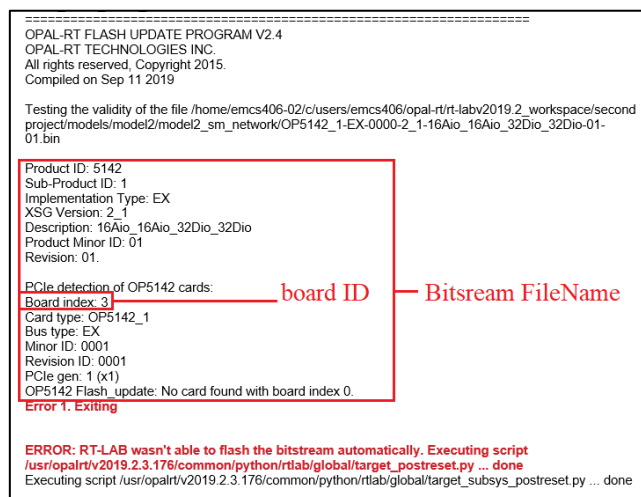 ==================================================================
OPAL-RT FLASH UPDATE PROGRAM V2.4
OPAL-RT TECHNOLOGIES INC.
All rights reserved, Copyright 2015.
Compiled on Sep 11 2019
Testing the validity of the file /home/emcs406-02/c/users/emcs406/opal-rt/rt-labv2019.2_workspace/second
project/models/model2/model2_sm_network/OP5142_1-EX-0000-2_1-16Aio_16Aio_32Dio_32Dio-01-
01.bin
Product ID: 5142
Sub-Product ID: 1
Implementation Type: EX
XSG Version: 2_1
Description: 16Aio_16Aio_32Dio_32Dio
Product Minor ID: 01
Revision: 01.
PCIe detection of OP5142 cards:
Board index: 3
board ID
Bitsream FileName
Card type: OP5142_1
Bus type: EX
Minor ID: 0001
Revision ID: 0001
PCIe gen: 1 (x1)
OP5142 Flash_update: No card found with board index 0.
Error 1. Exiting
ERROR: RT-LAB wasn't able to flash the bitstream automatically. Executing script
/usr/opalrt/v2019.2.3.176/common/python/rtlab/global/target_postreset.py ... done
Executing script /usr/opalrt/v2019.2.3.176/common/python/rtlab/global/target_subsys_postreset.py ... done